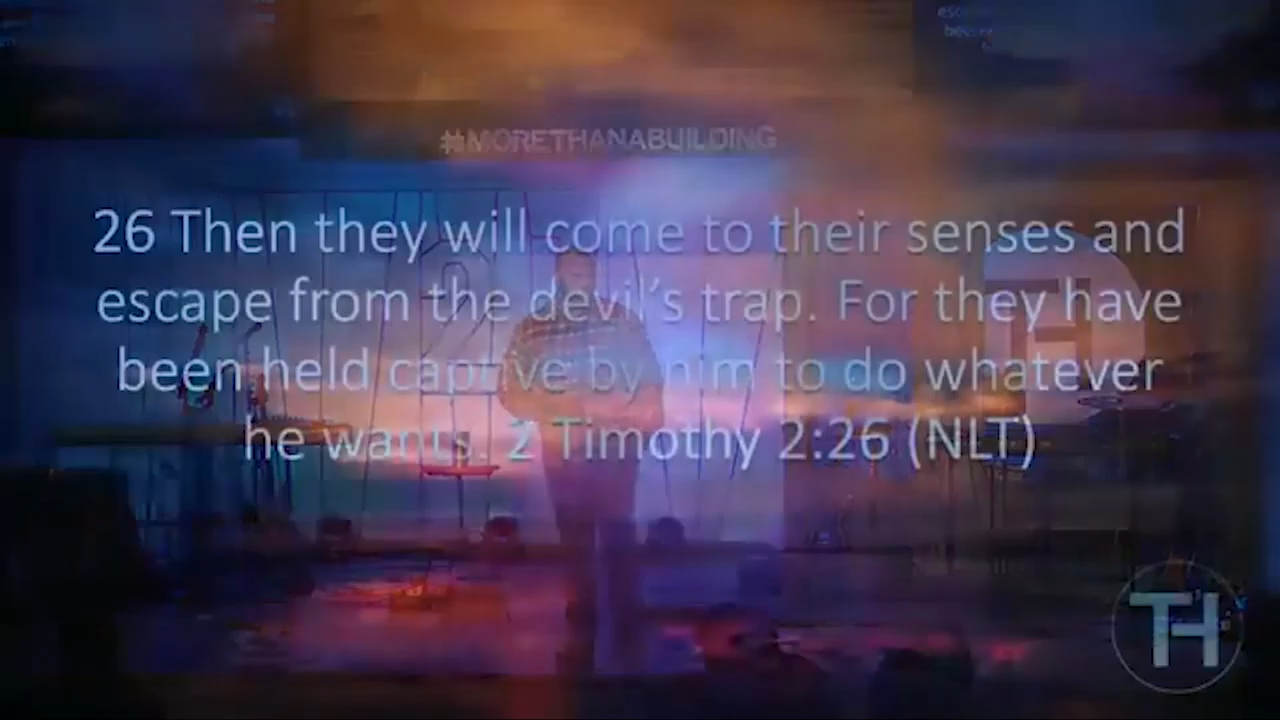 #MORETHANABUILDING
26 Then they will come to their senses and
escape from the devil's trap. For they have
been held captive by him to do whatever
he wants. 2 Timothy 2:26 (NLT)
TH
TH